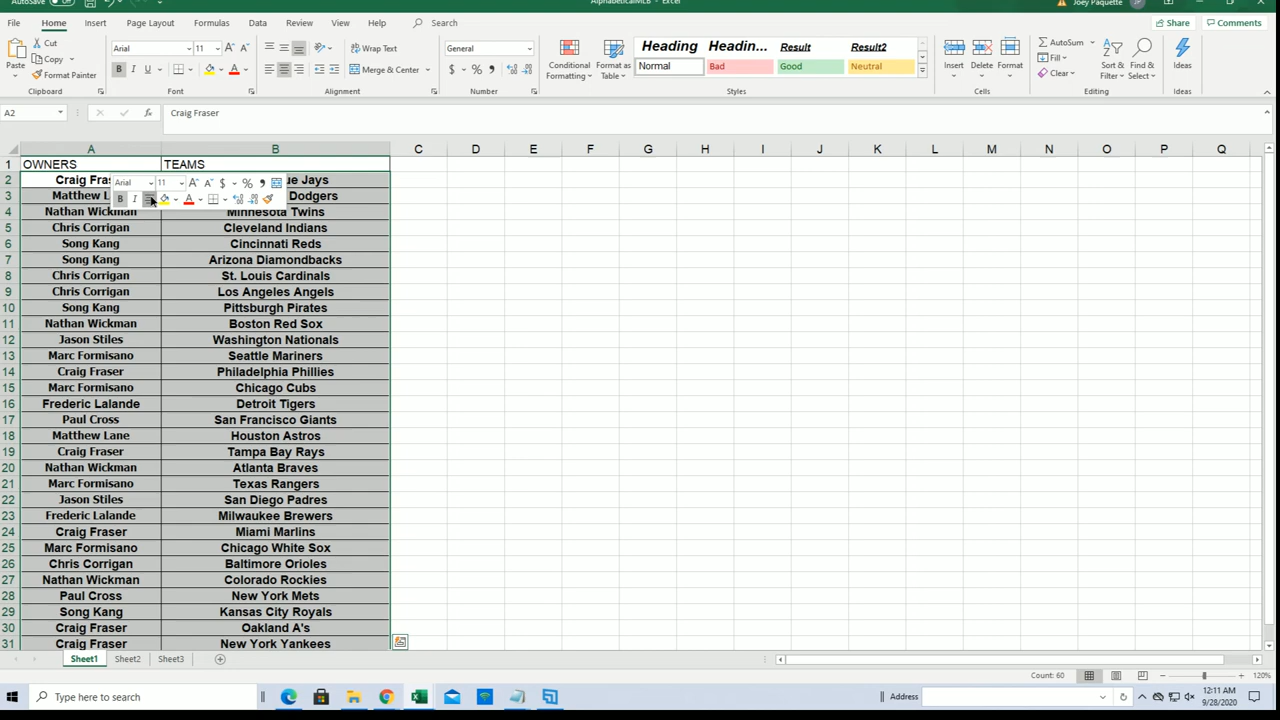 AutoSave Off AlphabeticalMLB - Excel Joey Paquette JP
File Home Insert Page Layout Formulas Data Review View Help Search Share Comments
Paste Cut Copy Format Painter Clipboard
Arial 11 B I U Font
Wrap Text Merge & Center Alignment
General $ % Number
Conditional Formatting Format as Table
Heading Headin... Result Result2
Normal Bad Good Neutral
Styles
Insert Delete Format Cells
AutoSum Fill Clear Sort & Filter Find & Select Editing
Ideas Ideas
A2 fx Craig Fraser
A B C D E F G H I J K L M N O P Q
1 OWNERS TEAMS
2 Craig Fras ue Jays
Arial 11 $ %
3 Matthew L Dodgers
B I A
4 Nathan Wickman Minnesota Twins
5 Chris Corrigan Cleveland Indians
6 Song Kang Cincinnati Reds
7 Song Kang Arizona Diamondbacks
8 Chris Corrigan St. Louis Cardinals
9 Chris Corrigan Los Angeles Angels
10 Song Kang Pittsburgh Pirates
11 Nathan Wickman Boston Red Sox
12 Jason Stiles Washington Nationals
13 Marc Formisano Seattle Mariners
14 Craig Fraser Philadelphia Phillies
15 Marc Formisano Chicago Cubs
16 Frederic Lalande Detroit Tigers
17 Paul Cross San Francisco Giants
18 Matthew Lane Houston Astros
19 Craig Fraser Tampa Bay Rays
20 Nathan Wickman Atlanta Braves
21 Marc Formisano Texas Rangers
22 Jason Stiles San Diego Padres
23 Frederic Lalande Milwaukee Brewers
24 Craig Fraser Miami Marlins
25 Marc Formisano Chicago White Sox
26 Chris Corrigan Baltimore Orioles
27 Nathan Wickman Colorado Rockies
28 Paul Cross New York Mets
29 Song Kang Kansas City Royals
30 Craig Fraser Oakland A's
31 Craig Fraser New York Yankees
Sheet1 Sheet2 Sheet3
Count: 60 120%
Type here to search Address 12:11 AM
9/28/2020